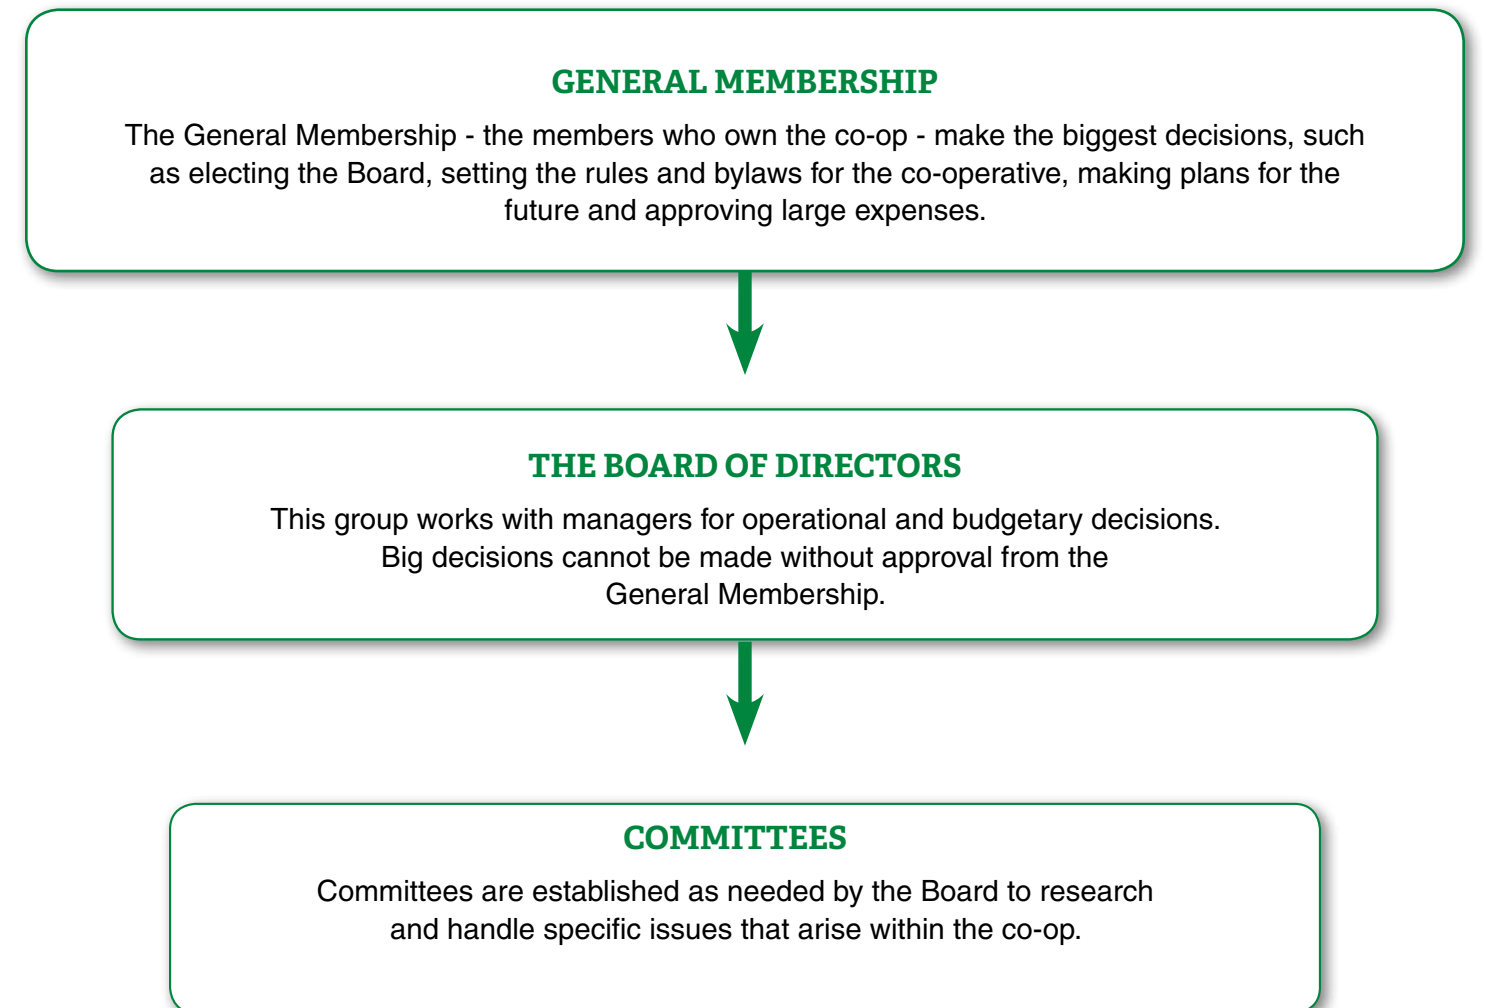 GENERAL MEMBERSHIP
The General Membership - the members who own the co-op - make the biggest decisions, such
as electing the Board, setting the rules and bylaws for the co-operative, making plans for the
future and approving large expenses.
THE BOARD OF DIRECTORS
This group works with managers for operational and budgetary decisions.
Big decisions cannot be made without approval from the
General Membership.
COMMITTEES
Committees are established as needed by the Board to research
and handle specific issues that arise within the co-op.